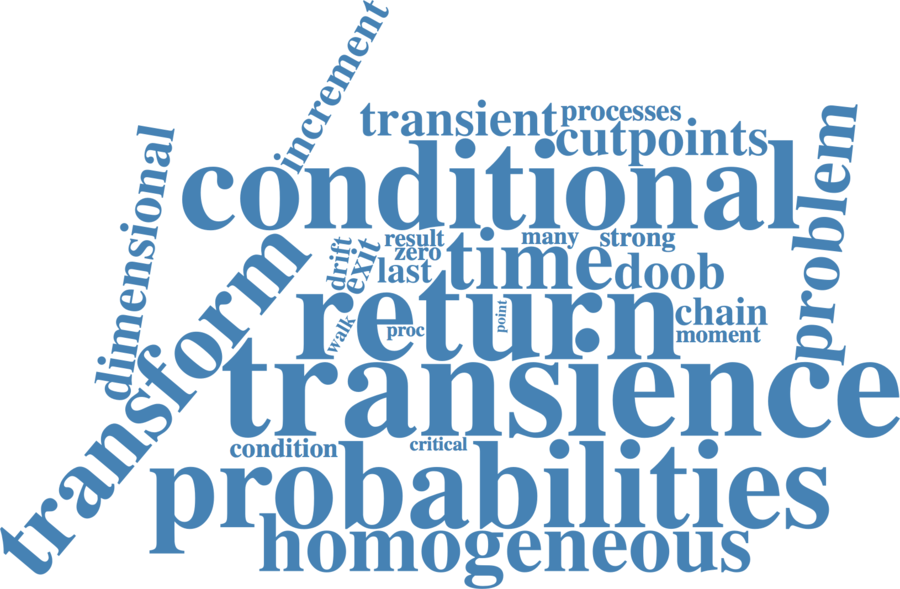 increment
transient
processes
cutpoints
dimensional
conditional
problem
transform
drift
exit
result
zero
last
time
many
strong
doob
return
walk
proc
point
chain
moment
transience
condition
critical
probabilities
homogeneous